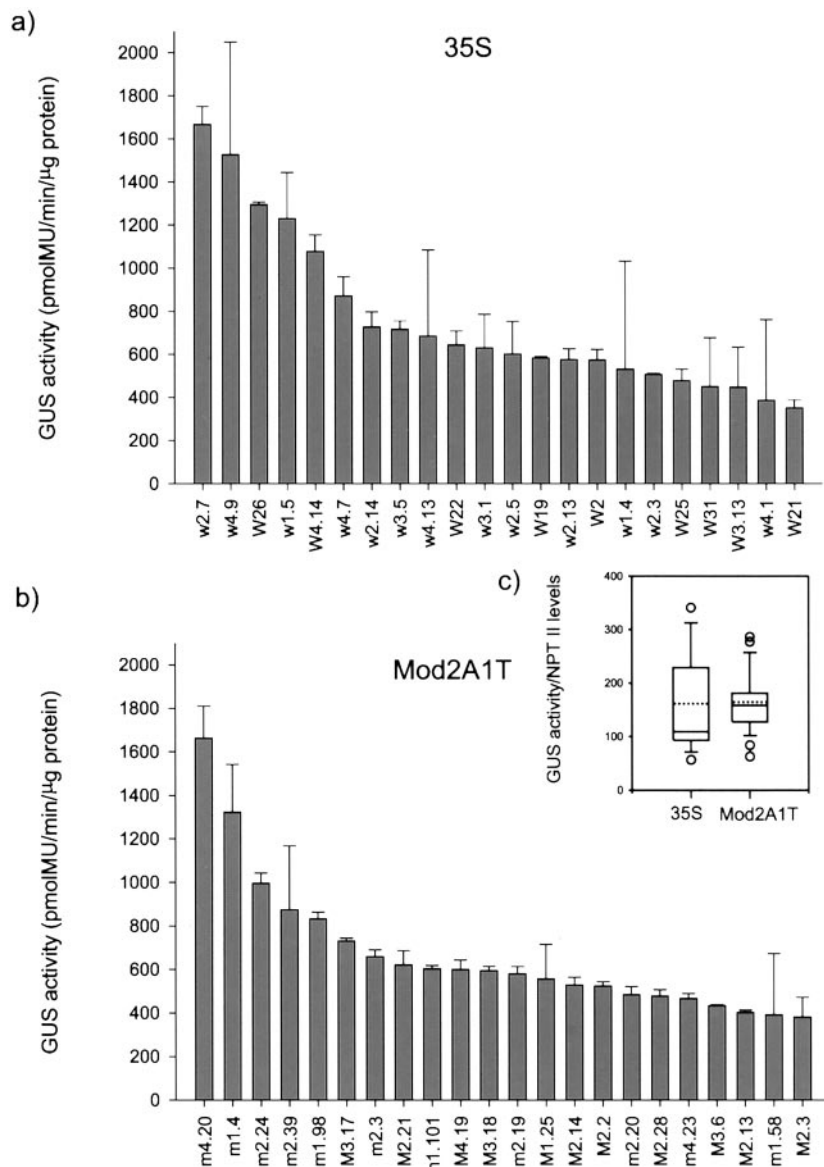 a)
35S
GUS activity (pmolMU/min/µg protein)
2000
1800
1600
1400
1200
1000
800
600
400
200
0
w2.7 w4.9 W26 w1.5 W4.14 w4.7 w2.14 w3.5 w4.13 W22 w3.1 w2.5 W19 w2.13 W2 w1.4 w2.3 W25 W31 W3.13 w4.1 W21
b)
Mod2A1T
GUS activity (pmolMU/min/µg protein)
2000
1800
1600
1400
1200
1000
800
600
400
200
0
m4.20 m1.4 m2.24 m2.39 m1.98 M3.17 m2.3 M2.21 m1.101 M4.19 M3.18 m2.19 M1.25 M2.14 M2.2 m2.20 M2.28 m4.23 M3.6 M2.13 m1.58 M2.3
c)
GUS activity/NPT II levels
400
300
200
100
0
35S Mod2A1T